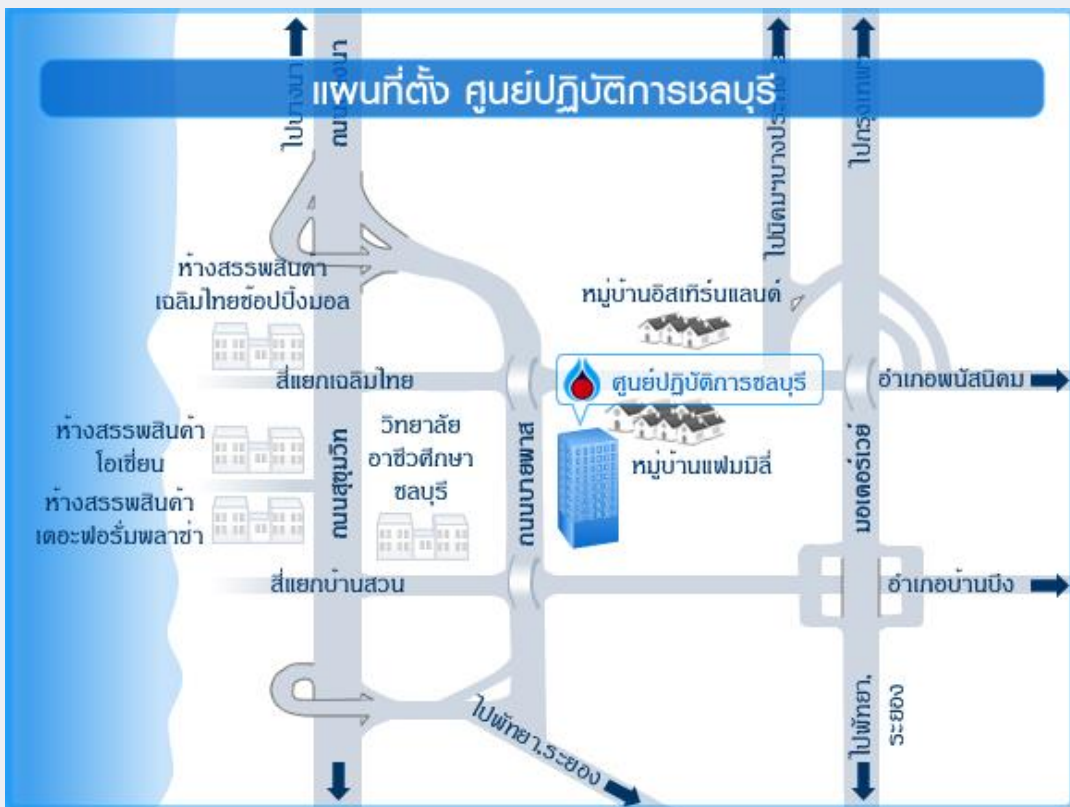 แผนที่ตั้ง ศูนย์ปฏิบัติการชลบุรี
ไปบางนา
ถนนบางนา
ไปนิคมฯบางประกง
ไปกรุงเทพฯ
ห้างสรรพสินค้า
เฉลิมไทยช้อปปิ้งมอล
หมู่บ้านอิสเทิร์นแลนด์
สี่แยกเฉลิมไทย
ศูนย์ปฏิบัติการชลบุรี
อำเภอพนัสนิคม
ห้างสรรพสินค้า
โอเชี่ยน
ถนนสุขุมวิท
วิทยาลัย
อาชีวศึกษา
ชลบุรี
ถนนบายพาส
หมู่บ้านแฟมมิลี่
มอเตอร์เวย์
ห้างสรรพสินค้า
เดอะฟอรั่มพลาซ่า
สี่แยกบ้านสวน
อำเภอบ้านบึง
ไปพัทยา,ระยอง
ไปพัทยา,
ระยอง